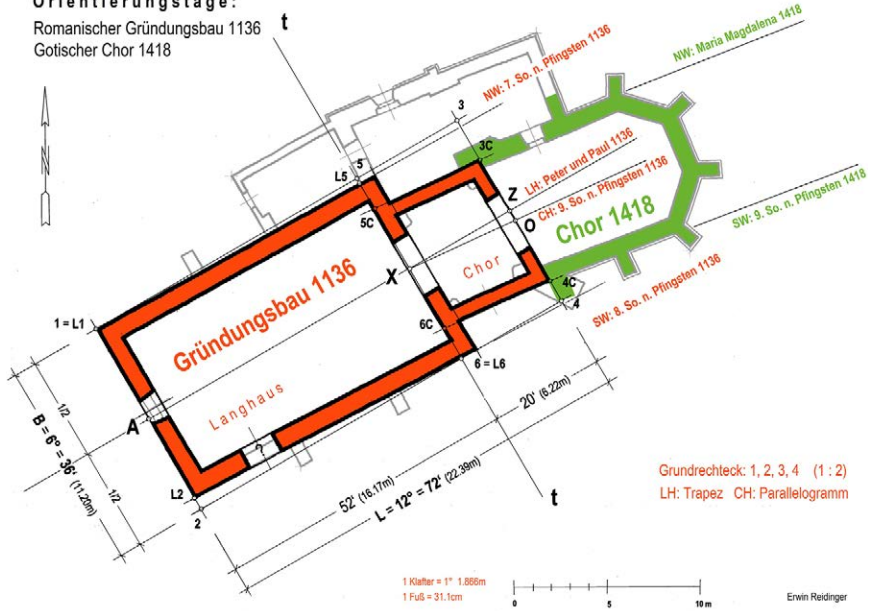 Orientierungstage:
Romanischer Gründungsbau 1136
Gotischer Chor 1418
t
N
NW: 7. So. n. Pfingsten 1136
NW: Maria Magdalena 1418
3
3C
5
L5
5C
LH: Peter und Paul 1136
CH: 9. So. n. Pfingsten 1136
Z
O
Chor 1418
SW: 9. So. n. Pfingsten 1418
Chor
X
4C
4
SW: 8. So. n. Pfingsten 1136
Gründungsbau 1136
1 = L1
6C
6 = L6
Langhaus
A
?
1/2
B = 6° = 36' (11.20m)
1/2
L2
2
20' (6.22m)
52' (16.17m)
L = 12° = 72' (22.39m)
t
Grundrechteck: 1, 2, 3, 4 (1 : 2)
LH: Trapez CH: Parallelogramm
1 Klafter = 1° 1.866m
1 Fuß = 31.1cm
0 5 10 m
Erwin Reidinger